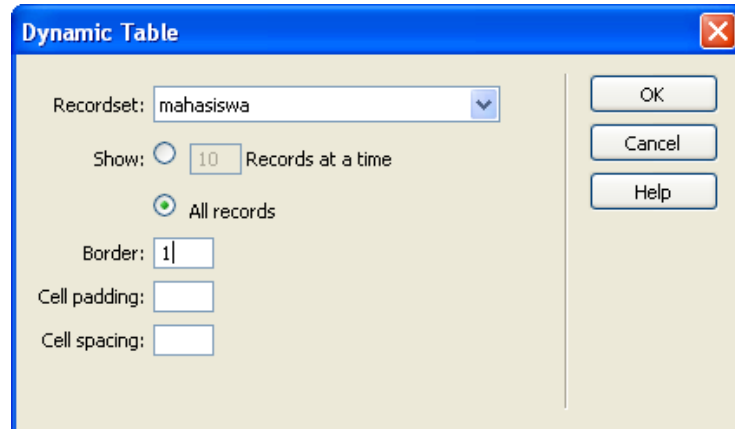 Dynamic Table
Recordset: mahasiswa
OK
Show: 10 Records at a time
Cancel
All records
Help
Border: 1
Cell padding:
Cell spacing: